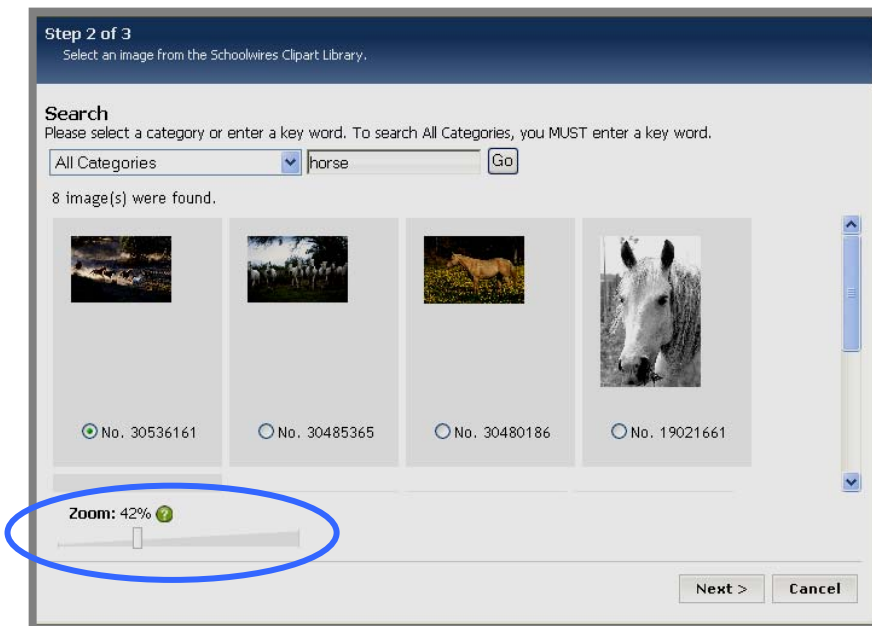 Step 2 of 3
Select an image from the Schoolwires Clipart Library.
Search
Please select a category or enter a key word. To search All Categories, you MUST enter a key word.
All Categories horse Go
8 image(s) were found.
No. 30536161 No. 30485365 No. 30480186 No. 19021661
Zoom: 42% ?
Next > Cancel